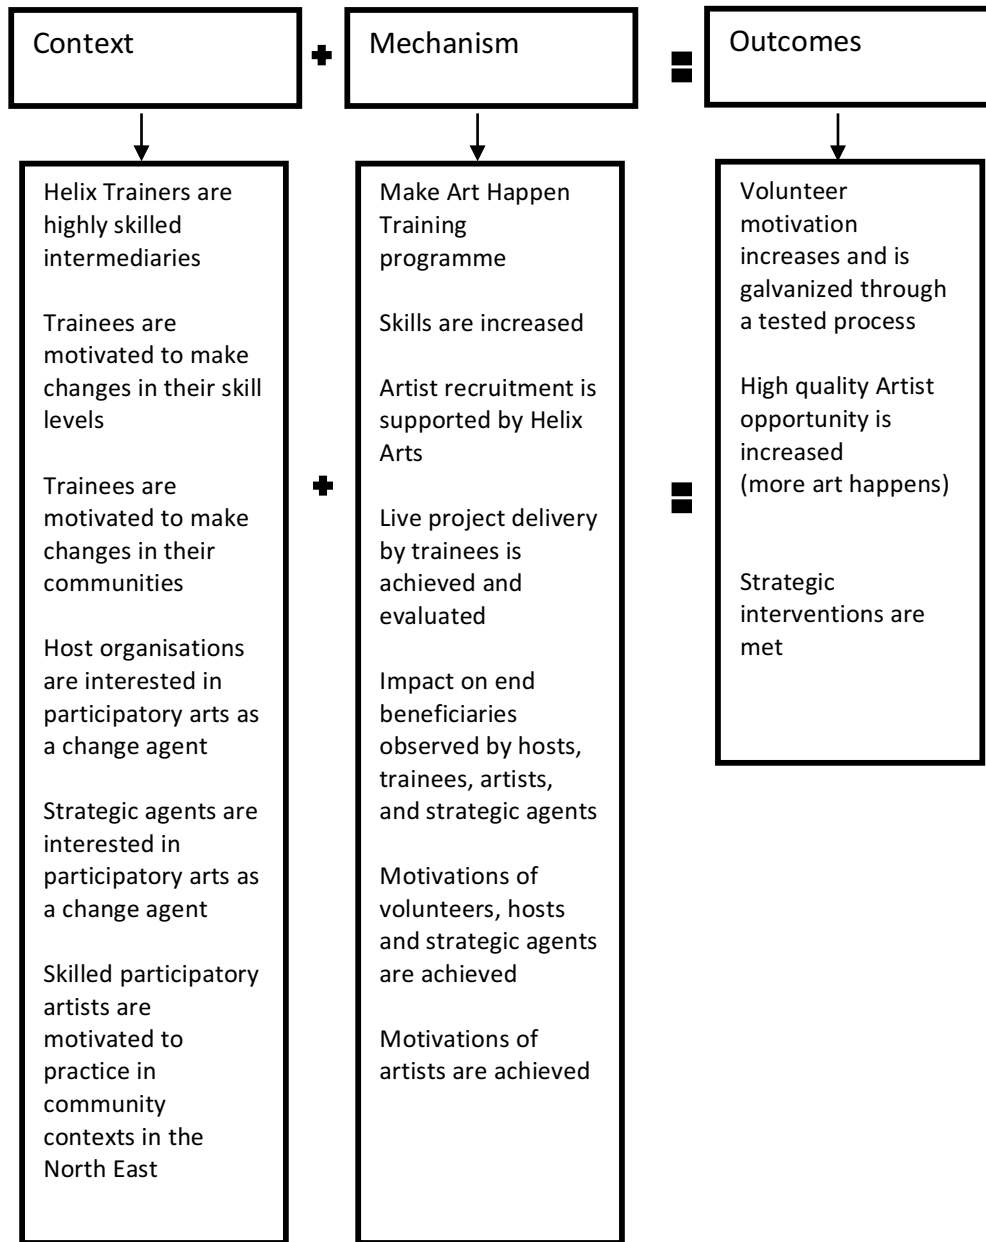 Context
Mechanism
Outcomes
Helix Trainers are
highly skilled
intermediaries
Trainees are
motivated to make
changes in their skill
levels
Trainees are
motivated to make
changes in their
communities
Host organisations
are interested in
participatory arts as
a change agent
Strategic agents are
interested in
participatory arts as
a change agent
Skilled participatory
artists are
motivated to
practice in
community
contexts in the
North East
Make Art Happen
Training
programme
Skills are increased
Artist recruitment is
supported by Helix
Arts
Live project delivery
by trainees is
achieved and
evaluated
Impact on end
beneficiaries
observed by hosts,
trainees, artists,
and strategic agents
Motivations of
volunteers, hosts
and strategic agents
are achieved
Motivations of
artists are achieved
Volunteer
motivation
increases and is
galvanized through
a tested process
High quality Artist
opportunity is
increased
(more art happens)
Strategic
interventions are
met